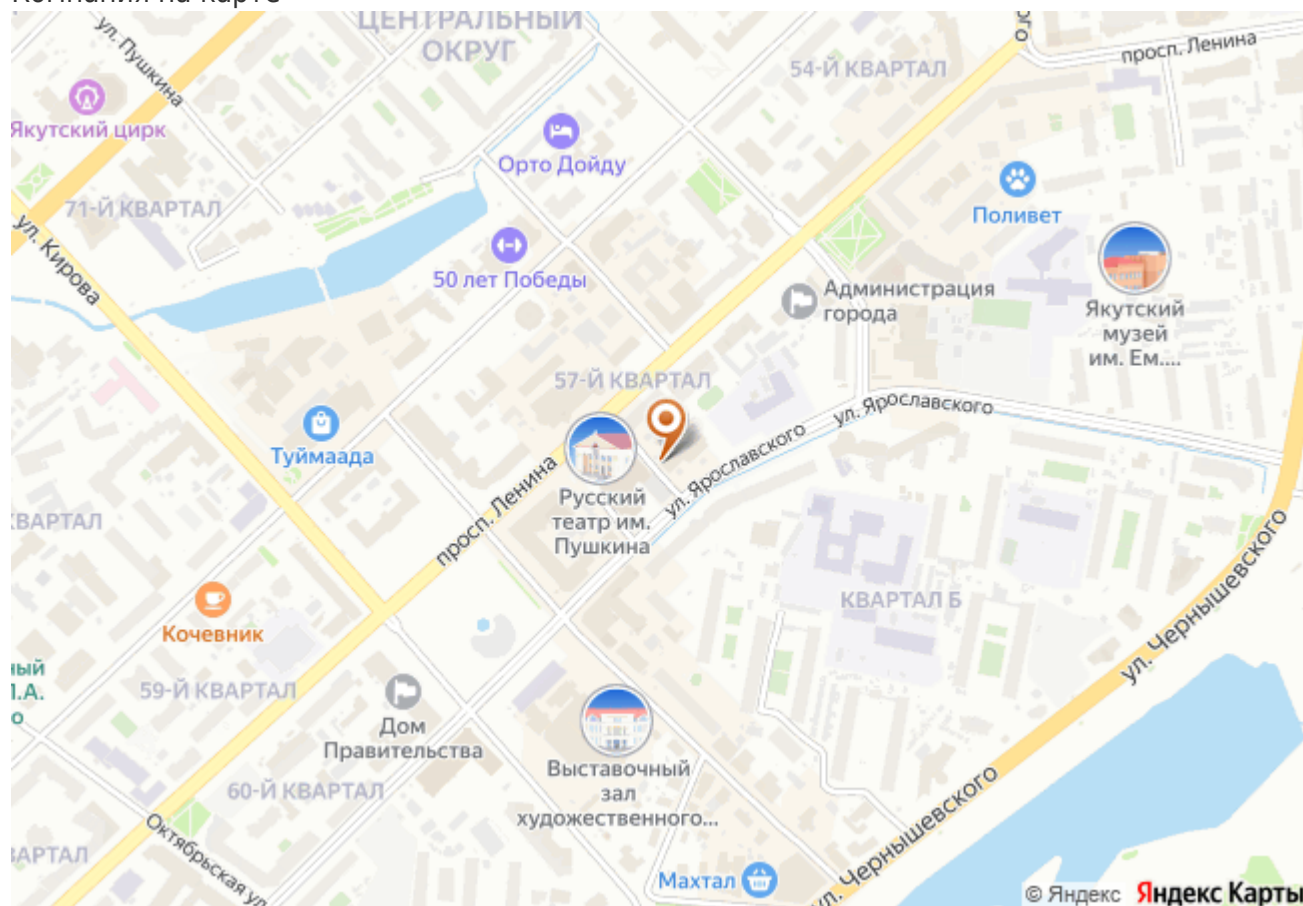 Компания на карте
ЦЕНТРАЛЬНЫЙ
ОКРУГ
ул. Пушкина
просп. Ленина
54-Й КВАРТАЛ
Якутский цирк
Орто Дойду
71-Й КВАРТАЛ
Поливет
ул. Кирова
50 лет Победы
Администрация
города
Якутский
музей
им. Ем....
57-Й КВАРТАЛ
ул. Ярославского
Туймаада
просп. Ленина
ул. Ярославского
Русский
театр им.
Пушкина
КВАРТАЛ
Кочевник
КВАРТАЛ Б
ул. Чернышевского
59-Й КВАРТАЛ
Дом
Правительства
60-Й КВАРТАЛ
Выставочный
зал
художественного...
Октябрьская ул.
Махтал
ул. Чернышевского
© Яндекс Яндекс Карты